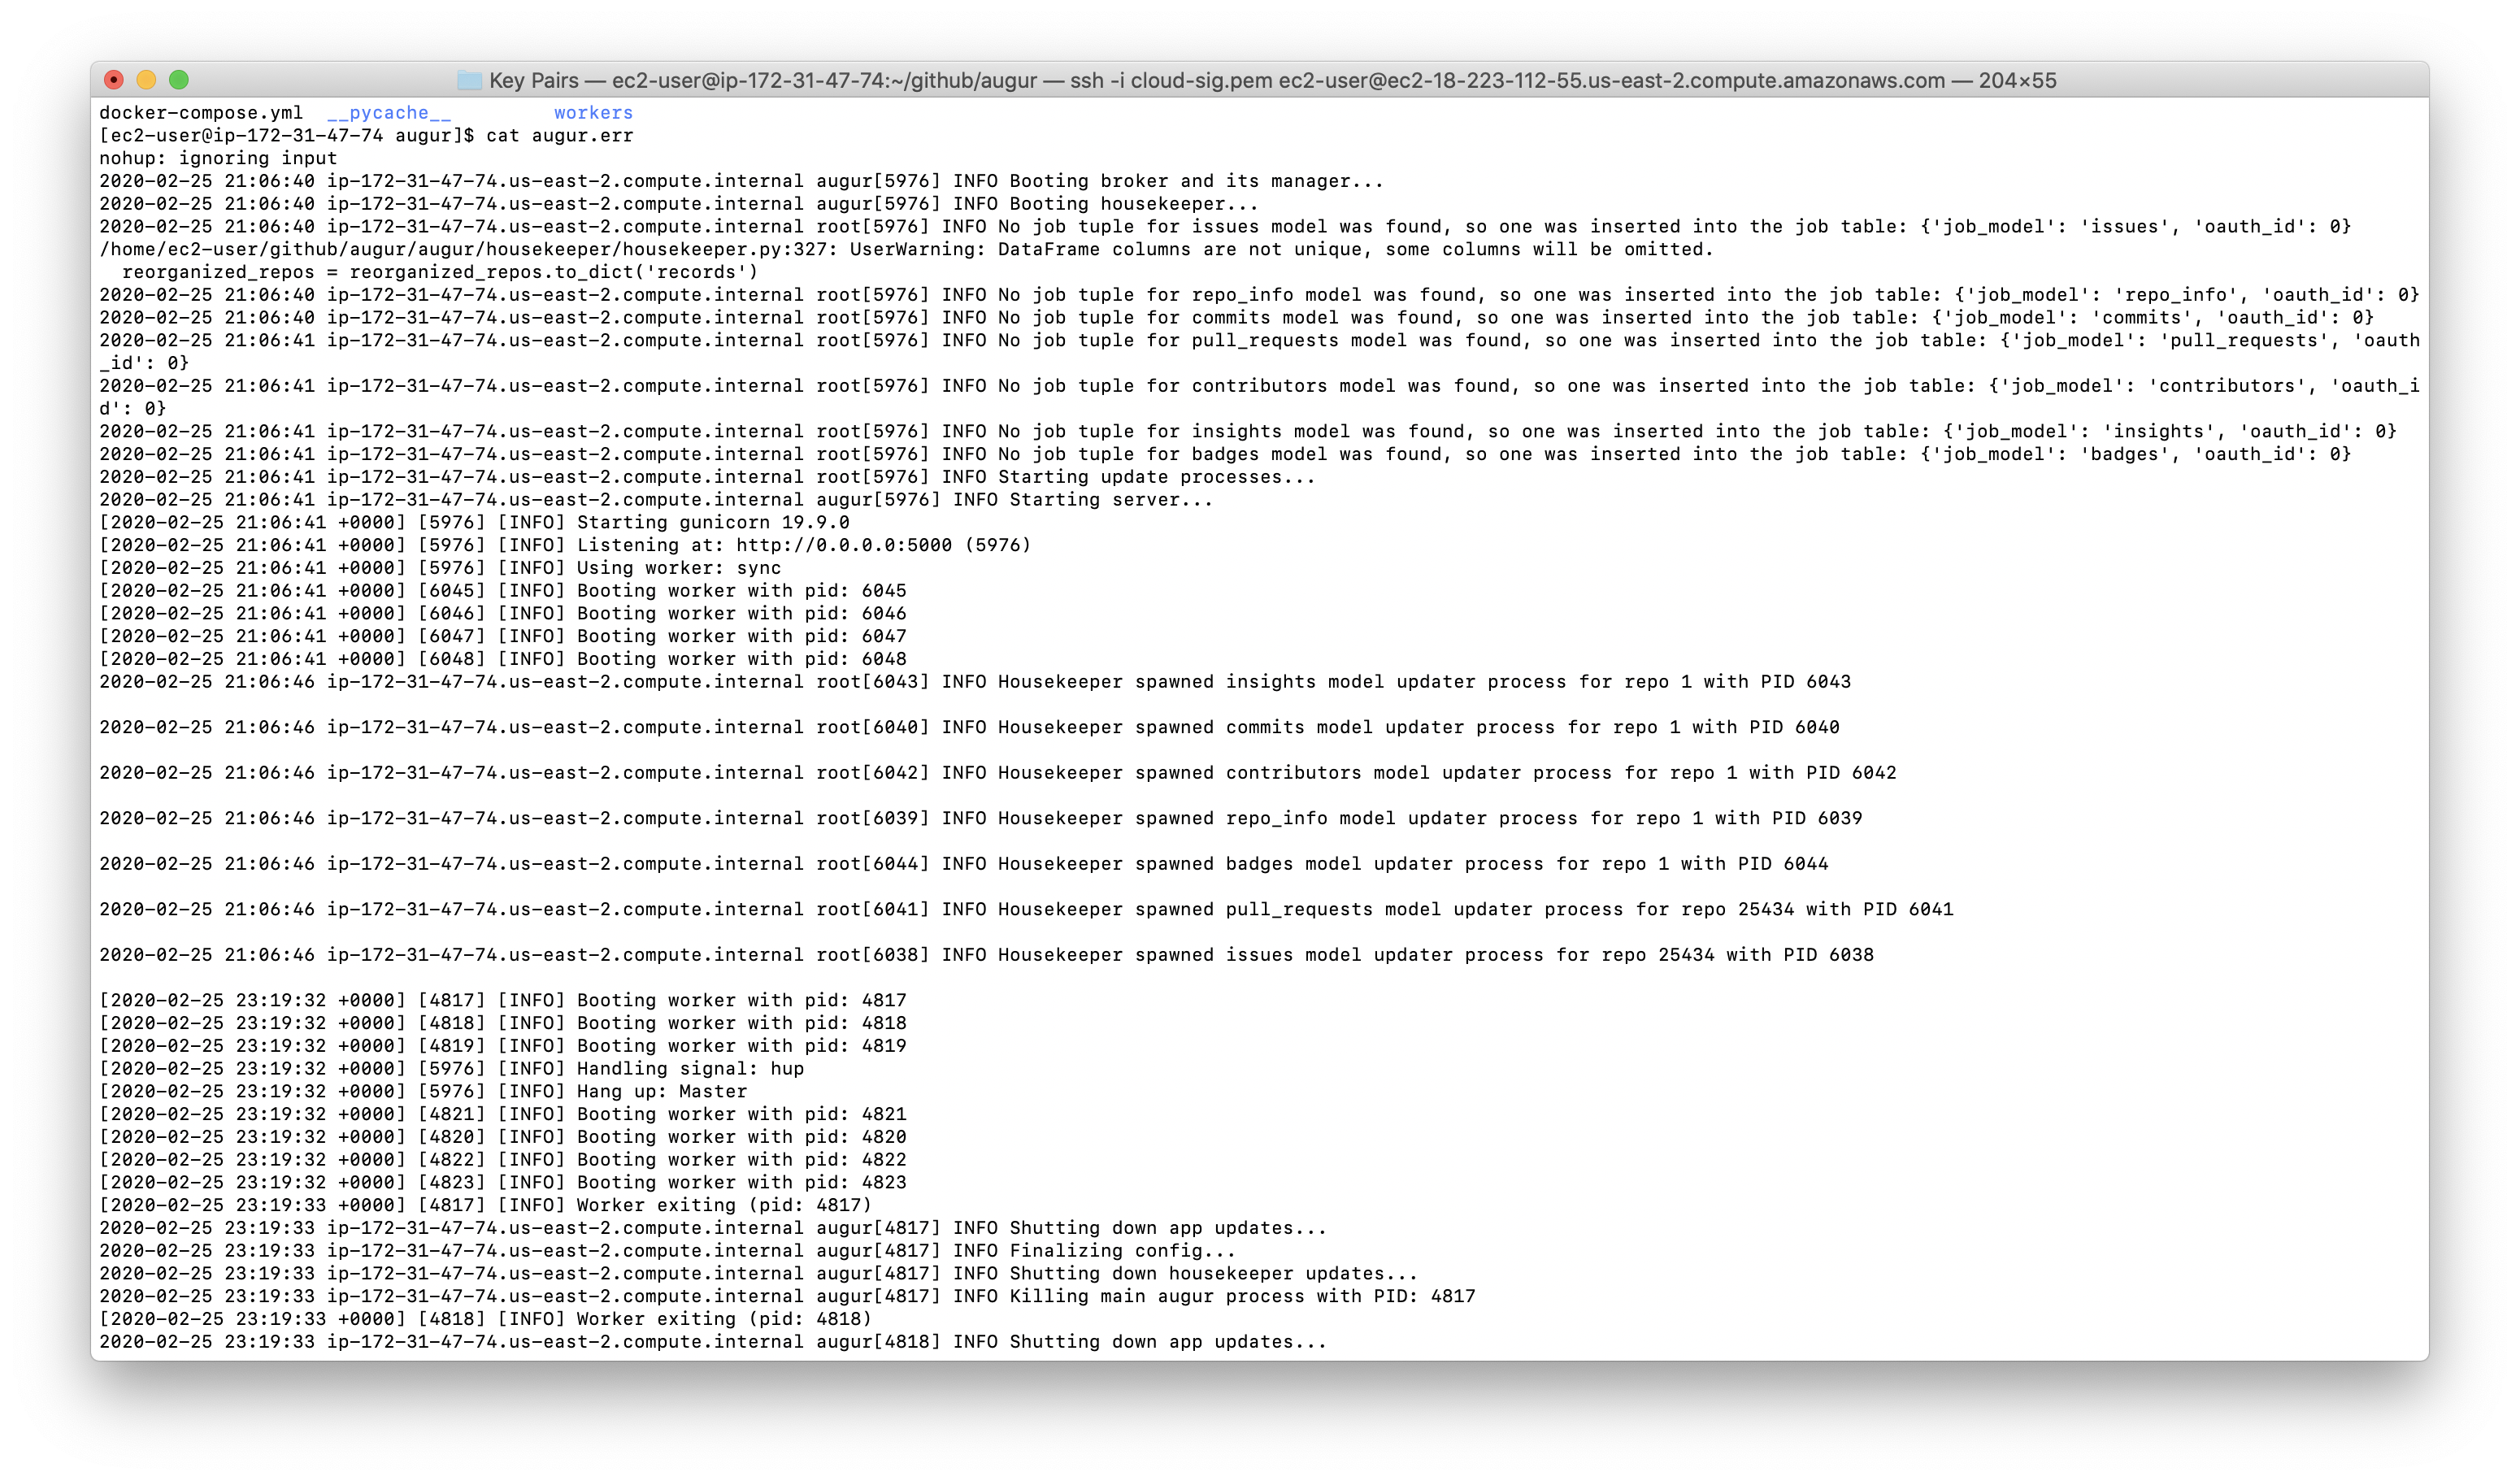 Key Pairs — ec2-user@ip-172-31-47-74:~/github/augur — ssh -i cloud-sig.pem ec2-user@ec2-18-223-112-55.us-east-2.compute.amazonaws.com — 204×55
docker-compose.yml  __pycache__         workers
[ec2-user@ip-172-31-47-74 augur]$ cat augur.err
nohup: ignoring input
2020-02-25 21:06:40 ip-172-31-47-74.us-east-2.compute.internal augur[5976] INFO Booting broker and its manager...
2020-02-25 21:06:40 ip-172-31-47-74.us-east-2.compute.internal augur[5976] INFO Booting housekeeper...
2020-02-25 21:06:40 ip-172-31-47-74.us-east-2.compute.internal root[5976] INFO No job tuple for issues model was found, so one was inserted into the job table: {'job_model': 'issues', 'oauth_id': 0}
/home/ec2-user/github/augur/augur/housekeeper/housekeeper.py:327: UserWarning: DataFrame columns are not unique, some columns will be omitted.
  reorganized_repos = reorganized_repos.to_dict('records')
2020-02-25 21:06:40 ip-172-31-47-74.us-east-2.compute.internal root[5976] INFO No job tuple for repo_info model was found, so one was inserted into the job table: {'job_model': 'repo_info', 'oauth_id': 0}
2020-02-25 21:06:40 ip-172-31-47-74.us-east-2.compute.internal root[5976] INFO No job tuple for commits model was found, so one was inserted into the job table: {'job_model': 'commits', 'oauth_id': 0}
2020-02-25 21:06:41 ip-172-31-47-74.us-east-2.compute.internal root[5976] INFO No job tuple for pull_requests model was found, so one was inserted into the job table: {'job_model': 'pull_requests', 'oauth
_id': 0}
2020-02-25 21:06:41 ip-172-31-47-74.us-east-2.compute.internal root[5976] INFO No job tuple for contributors model was found, so one was inserted into the job table: {'job_model': 'contributors', 'oauth_i
d': 0}
2020-02-25 21:06:41 ip-172-31-47-74.us-east-2.compute.internal root[5976] INFO No job tuple for insights model was found, so one was inserted into the job table: {'job_model': 'insights', 'oauth_id': 0}
2020-02-25 21:06:41 ip-172-31-47-74.us-east-2.compute.internal root[5976] INFO No job tuple for badges model was found, so one was inserted into the job table: {'job_model': 'badges', 'oauth_id': 0}
2020-02-25 21:06:41 ip-172-31-47-74.us-east-2.compute.internal root[5976] INFO Starting update processes...
2020-02-25 21:06:41 ip-172-31-47-74.us-east-2.compute.internal augur[5976] INFO Starting server...
[2020-02-25 21:06:41 +0000] [5976] [INFO] Starting gunicorn 19.9.0
[2020-02-25 21:06:41 +0000] [5976] [INFO] Listening at: http://0.0.0.0:5000 (5976)
[2020-02-25 21:06:41 +0000] [5976] [INFO] Using worker: sync
[2020-02-25 21:06:41 +0000] [6045] [INFO] Booting worker with pid: 6045
[2020-02-25 21:06:41 +0000] [6046] [INFO] Booting worker with pid: 6046
[2020-02-25 21:06:41 +0000] [6047] [INFO] Booting worker with pid: 6047
[2020-02-25 21:06:41 +0000] [6048] [INFO] Booting worker with pid: 6048
2020-02-25 21:06:46 ip-172-31-47-74.us-east-2.compute.internal root[6043] INFO Housekeeper spawned insights model updater process for repo 1 with PID 6043
2020-02-25 21:06:46 ip-172-31-47-74.us-east-2.compute.internal root[6040] INFO Housekeeper spawned commits model updater process for repo 1 with PID 6040
2020-02-25 21:06:46 ip-172-31-47-74.us-east-2.compute.internal root[6042] INFO Housekeeper spawned contributors model updater process for repo 1 with PID 6042
2020-02-25 21:06:46 ip-172-31-47-74.us-east-2.compute.internal root[6039] INFO Housekeeper spawned repo_info model updater process for repo 1 with PID 6039
2020-02-25 21:06:46 ip-172-31-47-74.us-east-2.compute.internal root[6044] INFO Housekeeper spawned badges model updater process for repo 1 with PID 6044
2020-02-25 21:06:46 ip-172-31-47-74.us-east-2.compute.internal root[6041] INFO Housekeeper spawned pull_requests model updater process for repo 25434 with PID 6041
2020-02-25 21:06:46 ip-172-31-47-74.us-east-2.compute.internal root[6038] INFO Housekeeper spawned issues model updater process for repo 25434 with PID 6038
[2020-02-25 23:19:32 +0000] [4817] [INFO] Booting worker with pid: 4817
[2020-02-25 23:19:32 +0000] [4818] [INFO] Booting worker with pid: 4818
[2020-02-25 23:19:32 +0000] [4819] [INFO] Booting worker with pid: 4819
[2020-02-25 23:19:32 +0000] [5976] [INFO] Handling signal: hup
[2020-02-25 23:19:32 +0000] [5976] [INFO] Hang up: Master
[2020-02-25 23:19:32 +0000] [4821] [INFO] Booting worker with pid: 4821
[2020-02-25 23:19:32 +0000] [4820] [INFO] Booting worker with pid: 4820
[2020-02-25 23:19:32 +0000] [4822] [INFO] Booting worker with pid: 4822
[2020-02-25 23:19:32 +0000] [4823] [INFO] Booting worker with pid: 4823
[2020-02-25 23:19:33 +0000] [4817] [INFO] Worker exiting (pid: 4817)
2020-02-25 23:19:33 ip-172-31-47-74.us-east-2.compute.internal augur[4817] INFO Shutting down app updates...
2020-02-25 23:19:33 ip-172-31-47-74.us-east-2.compute.internal augur[4817] INFO Finalizing config...
2020-02-25 23:19:33 ip-172-31-47-74.us-east-2.compute.internal augur[4817] INFO Shutting down housekeeper updates...
2020-02-25 23:19:33 ip-172-31-47-74.us-east-2.compute.internal augur[4817] INFO Killing main augur process with PID: 4817
[2020-02-25 23:19:33 +0000] [4818] [INFO] Worker exiting (pid: 4818)
2020-02-25 23:19:33 ip-172-31-47-74.us-east-2.compute.internal augur[4818] INFO Shutting down app updates...